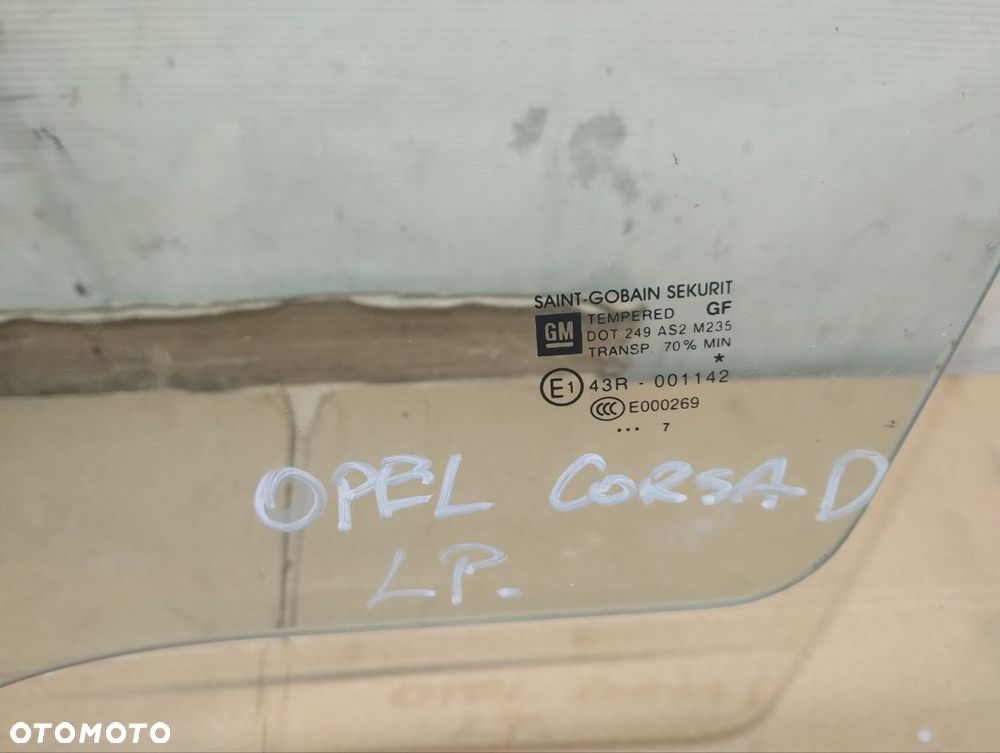 SAINT-GOBAIN SEKURIT
GM
TEMPERED GF
DOT 249 AS2 M235
TRANSP. 70% MIN
*
E1 43R - 001142
CCC E000269
... 7
OPEL CORSA D
LP.
OTOMOTO